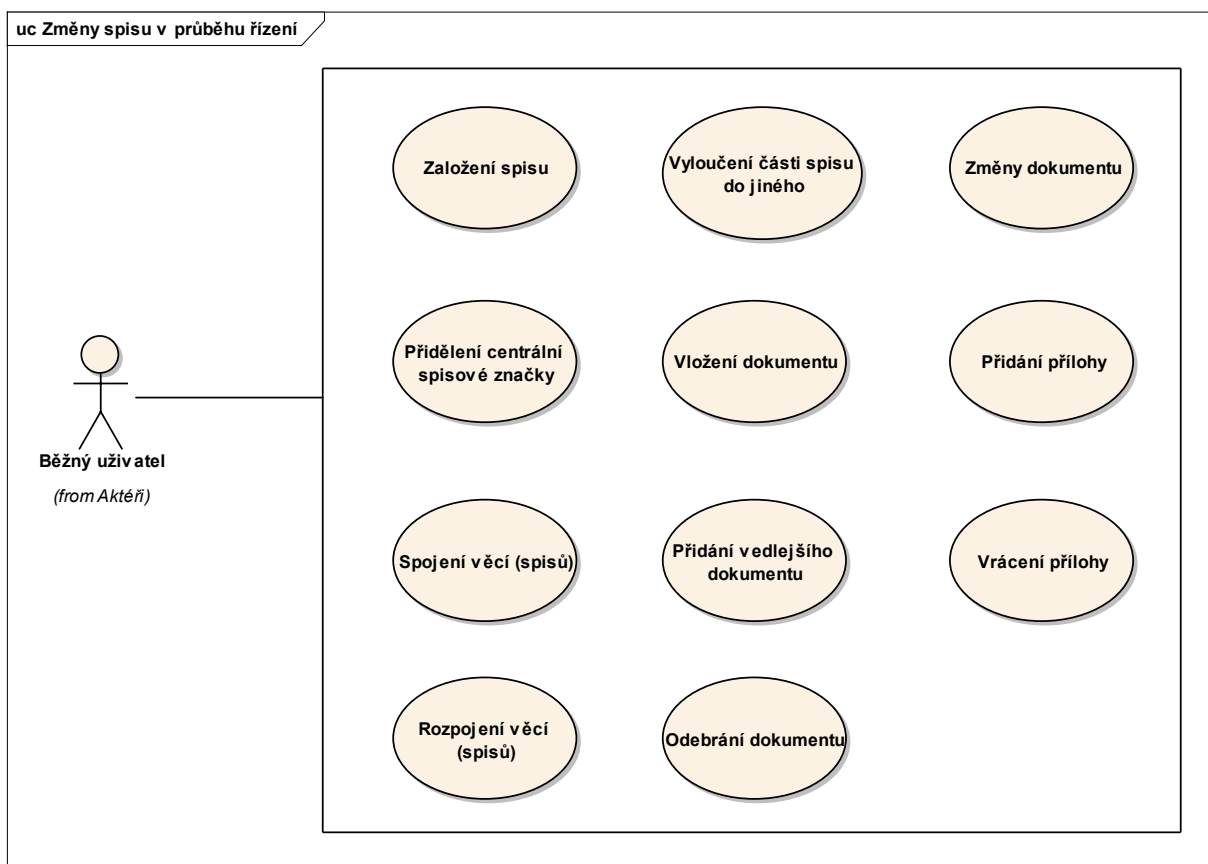 uc Změny spisu v průběhu řízení
Založení spisu
Vyloučení části spisu
do jiného
Změny dokumentu
Přidělení centrální
spisové značky
Vložení dokumentu
Přidání přílohy
Běžný uživatel
(from Aktéři)
Spojení věcí (spisů)
Přidání vedlejšího
dokumentu
Vrácení přílohy
Rozpojení věcí
(spisů)
Odebrání dokumentu